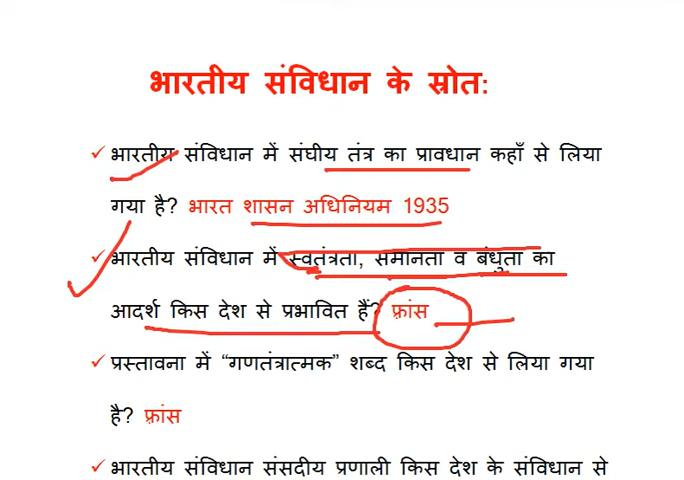 भारतीय संविधान के स्रोत:
भारतीय संविधान में संघीय तंत्र का प्रावधान कहाँ से लिया
गया है? भारत शासन अधिनियम 1935
भारतीय संविधान में स्वतंत्रता, समानता व बंधुता का
आदर्श किस देश से प्रभावित हैं? फ़्रांस
प्रस्तावना में “गणतंत्रात्मक” शब्द किस देश से लिया गया
है? फ़्रांस
भारतीय संविधान संसदीय प्रणाली किस देश के संविधान से